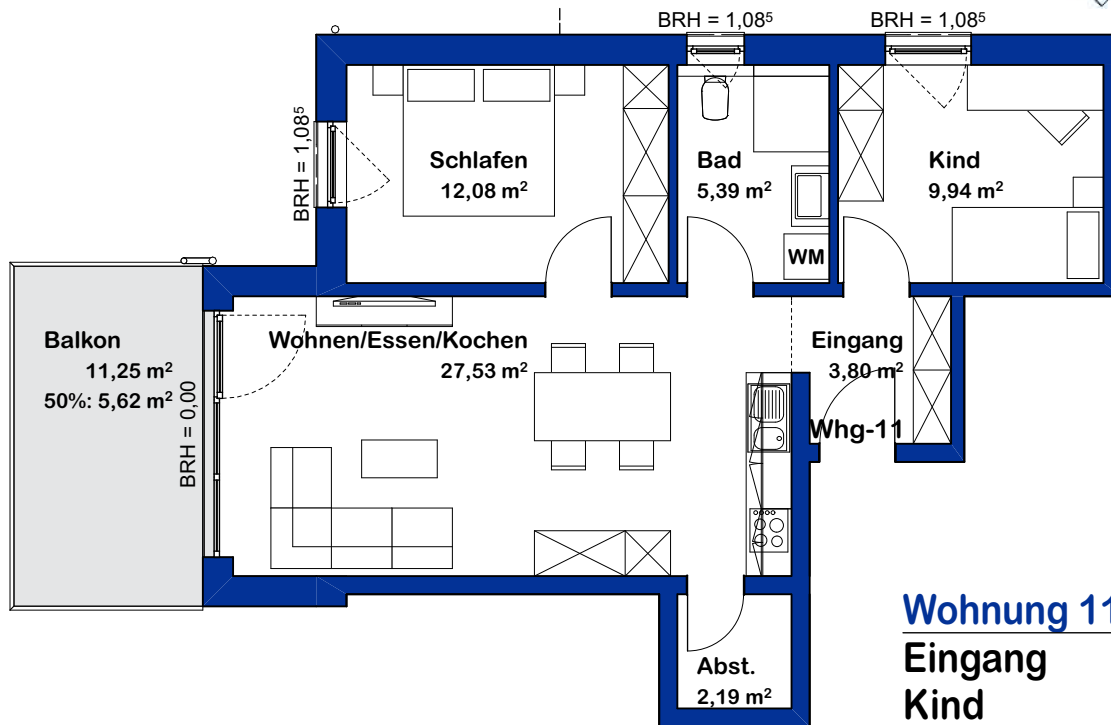 BRH = 1,08⁵
BRH = 1,08⁵
BRH = 1,08⁵
Schlafen
12,08 m²
Bad
5,39 m²
WM
Kind
9,94 m²
Balkon
11,25 m²
50%: 5,62 m²
BRH = 0,00
Wohnen/Essen/Kochen
27,53 m²
Eingang
3,80 m²
Whg-11
Abst.
2,19 m²
Wohnung 11
Eingang
Kind